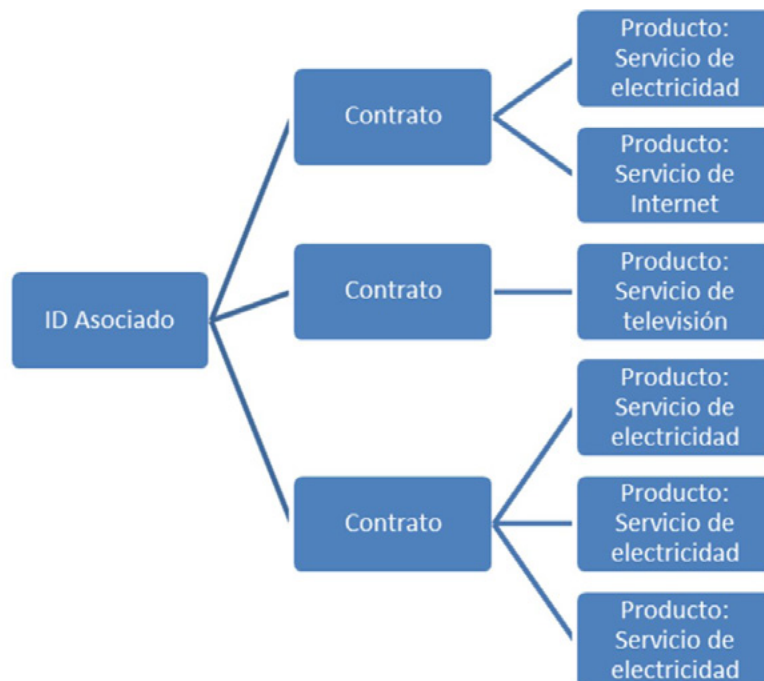 Producto:
Servicio de
electricidad
Contrato
Producto:
Servicio de
Internet
Producto:
Servicio de
televisión
Contrato
ID Asociado
Producto:
Servicio de
electricidad
Contrato
Producto:
Servicio de
electricidad
Producto:
Servicio de
electricidad